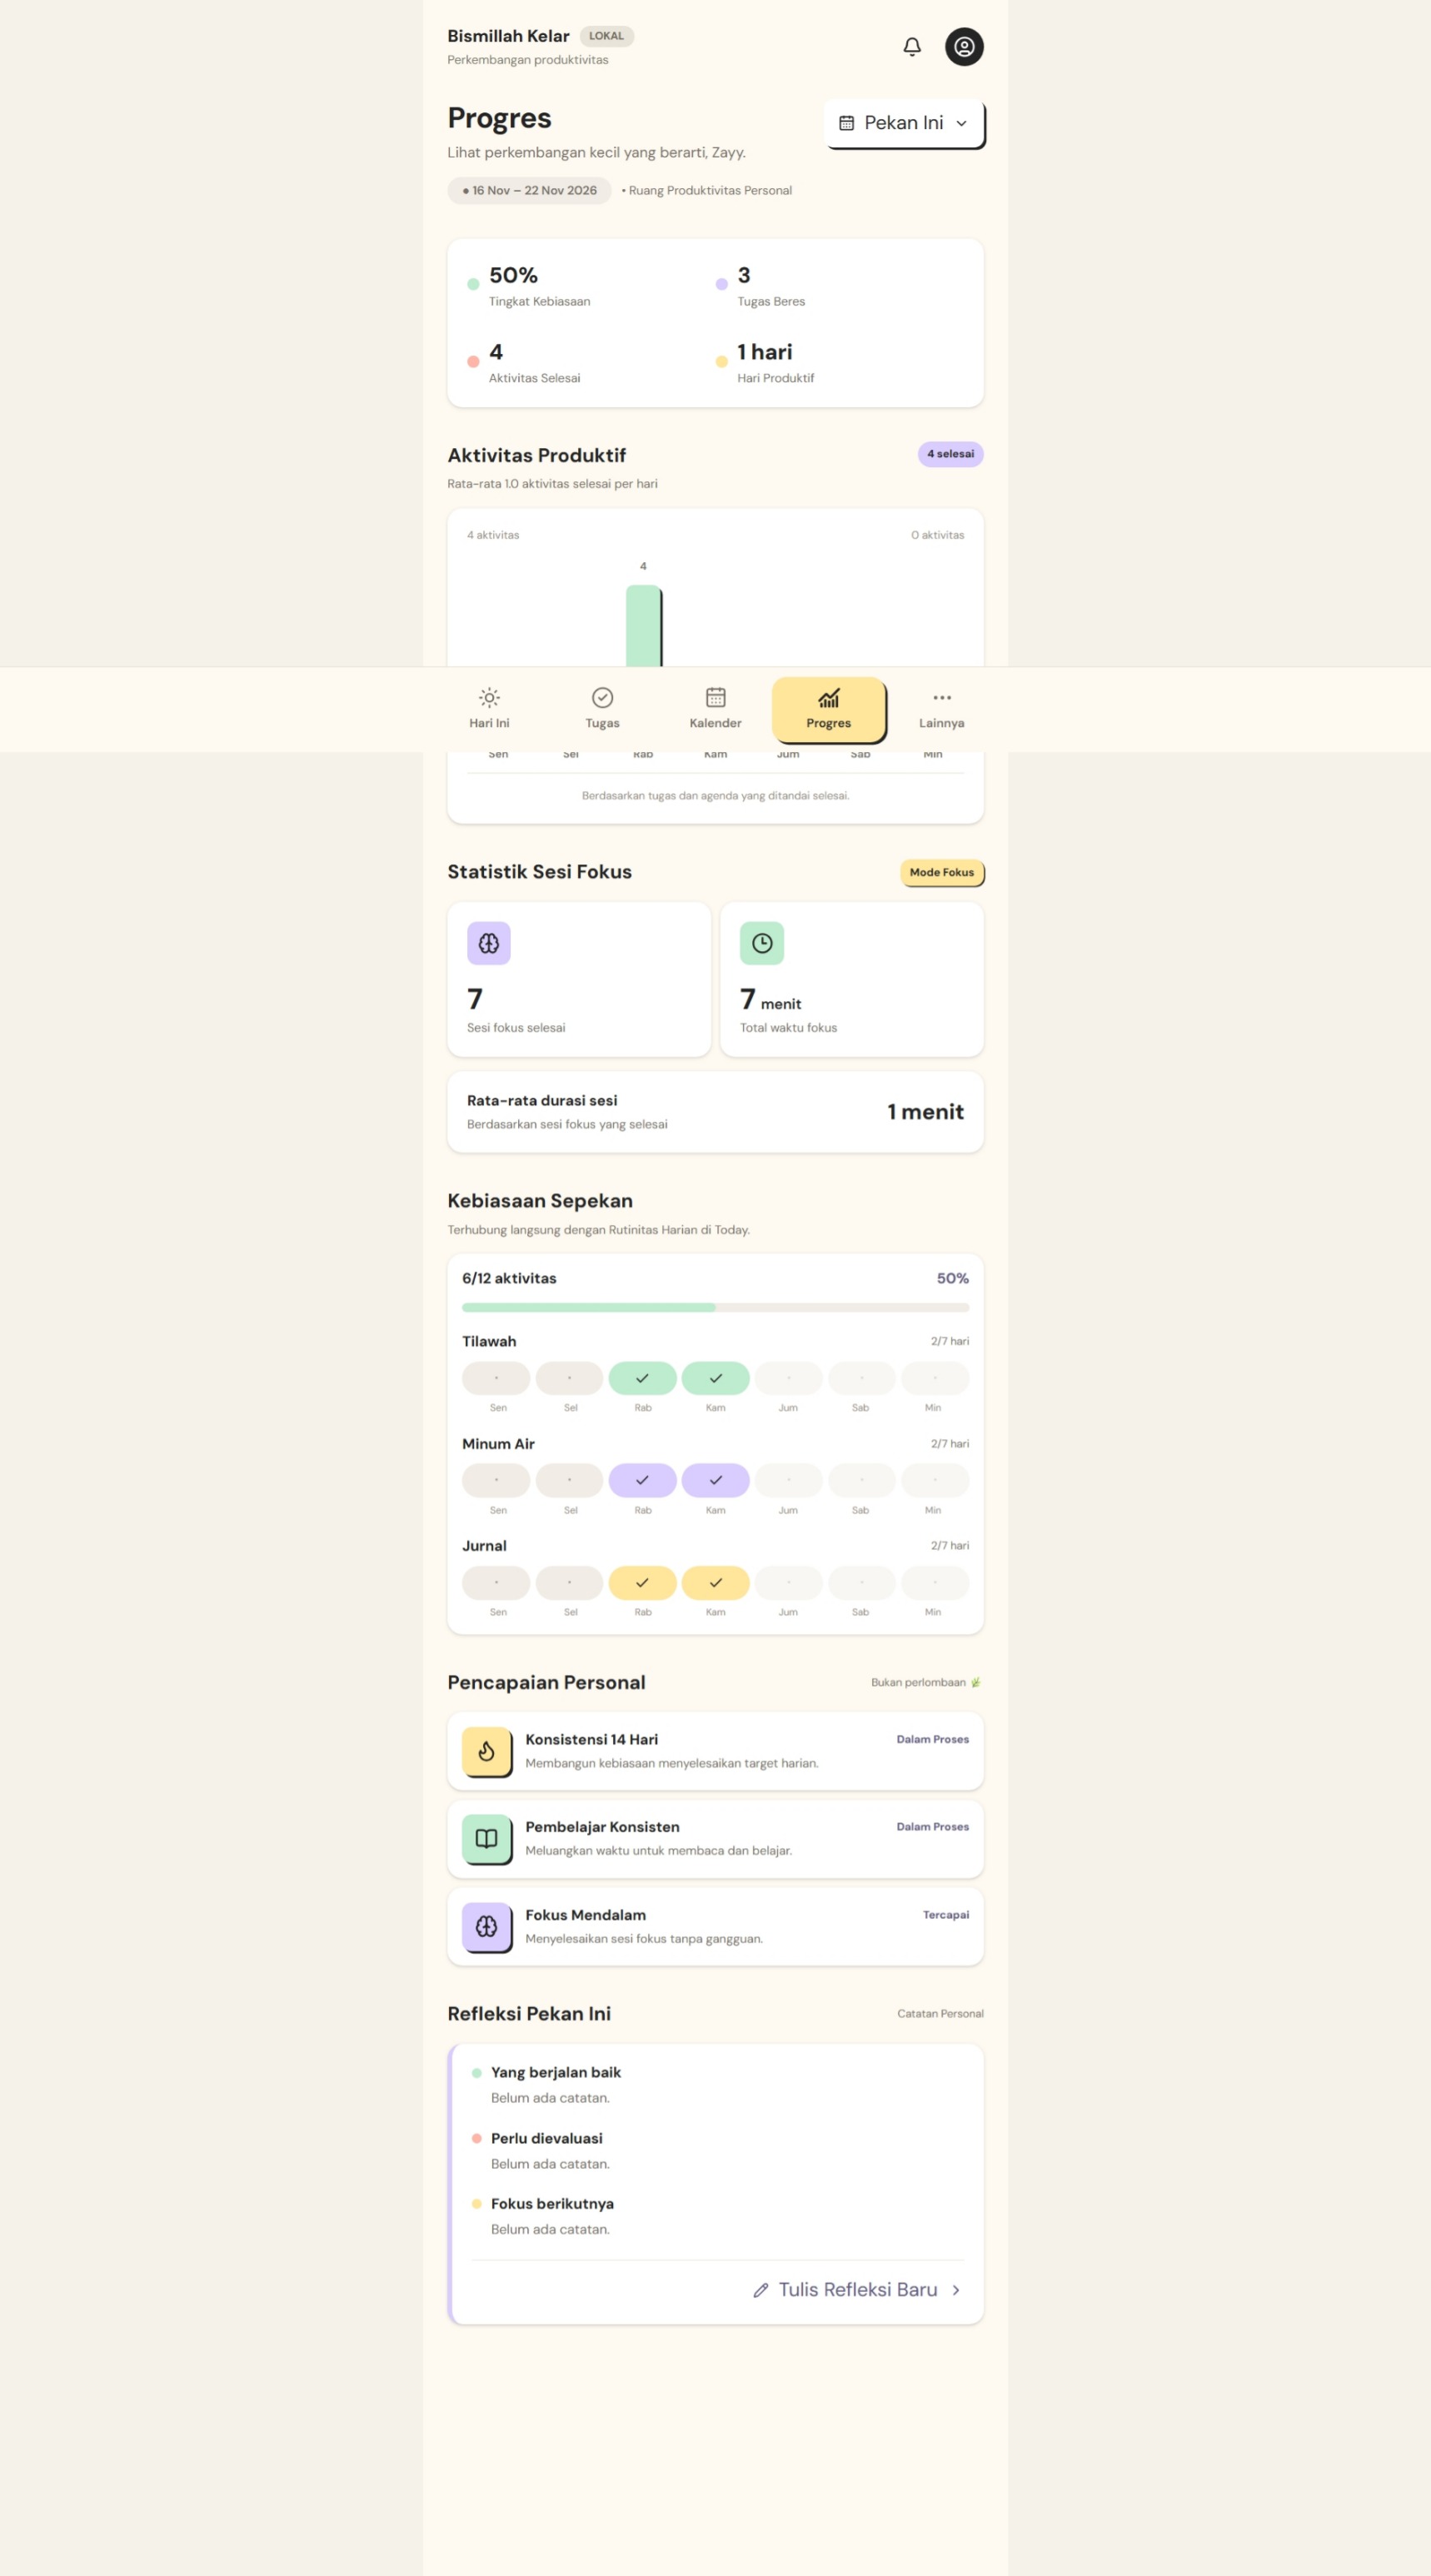 Bismillah Kelar LOKAL
Perkembangan produktivitas
Progres
Pekan Ini
Lihat perkembangan kecil yang berarti, Zayy.
● 16 Nov – 22 Nov 2026 • Ruang Produktivitas Personal
50%
Tingkat Kebiasaan
3
Tugas Beres
4
Aktivitas Selesai
1 hari
Hari Produktif
Aktivitas Produktif
4 selesai
Rata-rata 1.0 aktivitas selesai per hari
4 aktivitas 0 aktivitas
4
Hari Ini Tugas Kalender Progres Lainnya
Sen Sel Rab Kam Jum Sab Min
Berdasarkan tugas dan agenda yang ditandai selesai.
Statistik Sesi Fokus
Mode Fokus
7
Sesi fokus selesai
7 menit
Total waktu fokus
Rata-rata durasi sesi
Berdasarkan sesi fokus yang selesai
1 menit
Kebiasaan Sepekan
Terhubung langsung dengan Rutinitas Harian di Today.
6/12 aktivitas 50%
Tilawah 2/7 hari
Sen Sel Rab Kam Jum Sab Min
Minum Air 2/7 hari
Sen Sel Rab Kam Jum Sab Min
Jurnal 2/7 hari
Sen Sel Rab Kam Jum Sab Min
Pencapaian Personal
Bukan perlombaan 🌿
Konsistensi 14 Hari Dalam Proses
Membangun kebiasaan menyelesaikan target harian.
Pembelajar Konsisten Dalam Proses
Meluangkan waktu untuk membaca dan belajar.
Fokus Mendalam Tercapai
Menyelesaikan sesi fokus tanpa gangguan.
Refleksi Pekan Ini
Catatan Personal
Yang berjalan baik
Belum ada catatan.
Perlu dievaluasi
Belum ada catatan.
Fokus berikutnya
Belum ada catatan.
Tulis Refleksi Baru